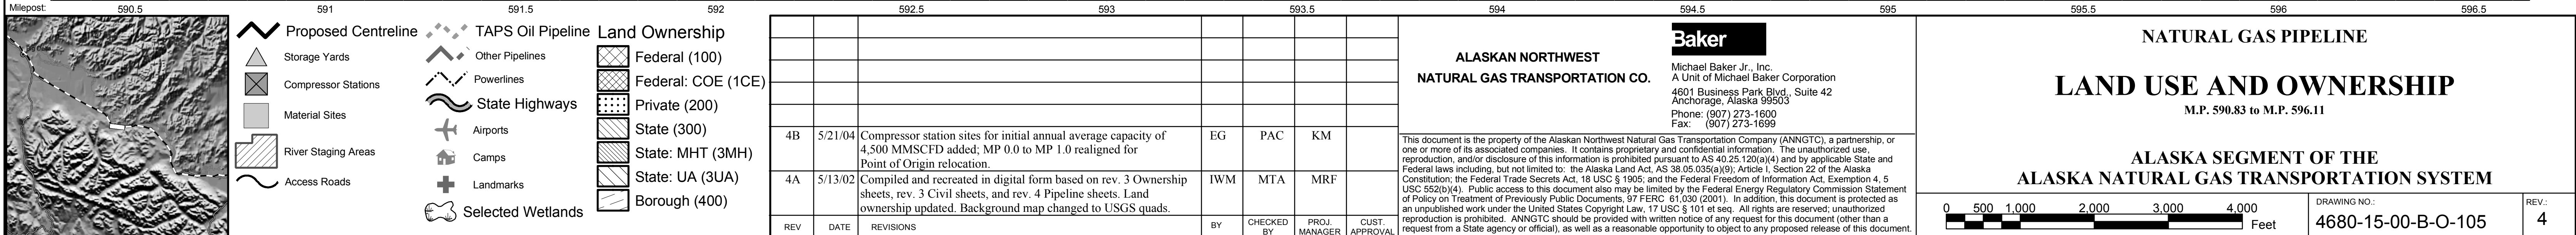 Milepost: 590.5 591 591.5 592 592.5 593 593.5 594 594.5 595 595.5 596 596.5
Proposed Centreline
Storage Yards
Compressor Stations
Material Sites
River Staging Areas
Access Roads
TAPS Oil Pipeline
Other Pipelines
Powerlines
State Highways
Airports
Camps
Landmarks
Selected Wetlands
Land Ownership
Federal (100)
Federal: COE (1CE)
Private (200)
State (300)
State: MHT (3MH)
State: UA (3UA)
Borough (400)
4B 5/21/04 Compressor station sites for initial annual average capacity of EG PAC KM
4,500 MMSCFD added; MP 0.0 to MP 1.0 realigned for
Point of Origin relocation.
4A 5/13/02 Compiled and recreated in digital form based on rev. 3 Ownership IWM MTA MRF
sheets, rev. 3 Civil sheets, and rev. 4 Pipeline sheets. Land
ownership updated. Background map changed to USGS quads.
REV DATE REVISIONS BY CHECKED BY PROJ. MANAGER CUST. APPROVAL
ALASKAN NORTHWEST
NATURAL GAS TRANSPORTATION CO.
Baker
Michael Baker Jr., Inc.
A Unit of Michael Baker Corporation
4601 Business Park Blvd., Suite 42
Anchorage, Alaska 99503
Phone: (907) 273-1600
Fax: (907) 273-1699
This document is the property of the Alaskan Northwest Natural Gas Transportation Company (ANNGTC), a partnership, or
one or more of its associated companies. It contains proprietary and confidential information. The unauthorized use,
reproduction, and/or disclosure of this information is prohibited pursuant to AS 40.25.120(a)(4) and by applicable State and
Federal laws including, but not limited to: the Alaska Land Act, AS 38.05.035(a)(9); Article I, Section 22 of the Alaska
Constitution; the Federal Trade Secrets Act, 18 USC § 1905; and the Federal Freedom of Information Act, Exemption 4, 5
USC 552(b)(4). Public access to this document also may be limited by the Federal Energy Regulatory Commission Statement
of Policy on Treatment of Previously Public Documents, 97 FERC 61,030 (2001). In addition, this document is protected as
an unpublished work under the United States Copyright Law, 17 USC § 101 et seq. All rights are reserved; unauthorized
reproduction is prohibited. ANNGTC should be provided with written notice of any request for this document (other than a
request from a State agency or official), as well as a reasonable opportunity to object to any proposed release of this document.
NATURAL GAS PIPELINE
LAND USE AND OWNERSHIP
M.P. 590.83 to M.P. 596.11
ALASKA SEGMENT OF THE
ALASKA NATURAL GAS TRANSPORTATION SYSTEM
0 500 1,000 2,000 3,000 4,000
Feet
DRAWING NO.:
4680-15-00-B-O-105
REV.:
4